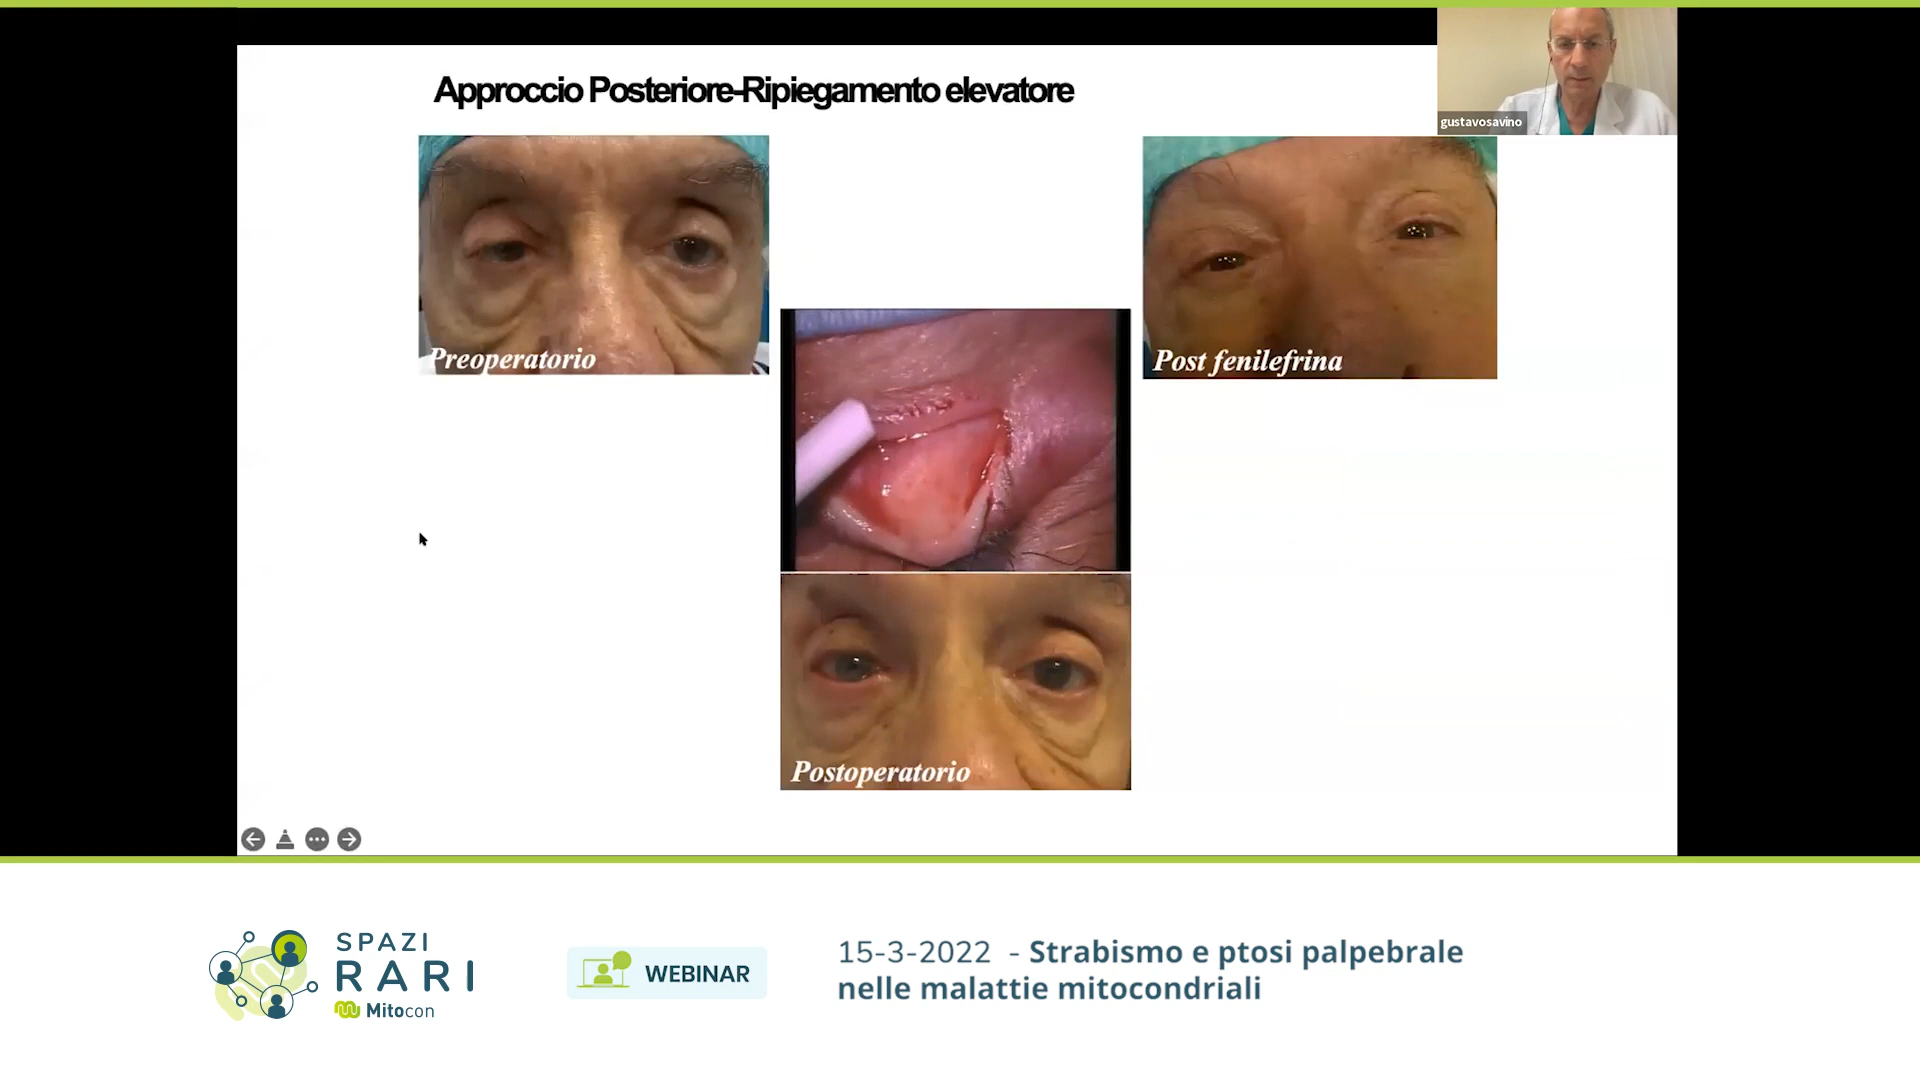 Approccio Posteriore-Ripiegamento elevatore
gustavosavino
Preoperatorio
Post fenilefrina
Postoperatorio
SPAZI
RARI
Mitocon
WEBINAR
15-3-2022 - Strabismo e ptosi palpebrale
nelle malattie mitocondriali